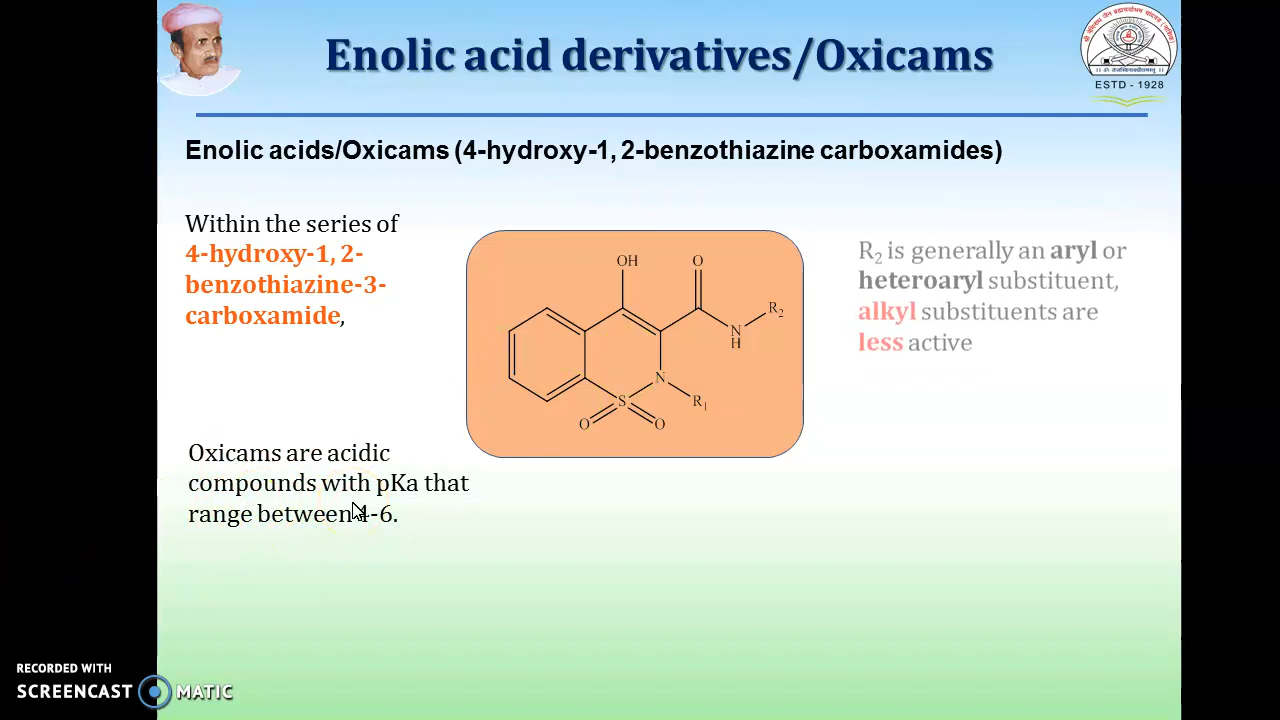 Enolic acid derivatives/Oxicams
ESTD - 1928
Enolic acids/Oxicams (4-hydroxy-1, 2-benzothiazine carboxamides)
Within the series of
4-hydroxy-1, 2-
benzothiazine-3-
carboxamide,
OH
O
R2
N
H
N
S
R1
O
O
R2 is generally an aryl or
heteroaryl substituent,
alkyl substituents are
less active
Oxicams are acidic
compounds with pKa that
range between 4-6.
RECORDED WITH
SCREENCAST MATIC